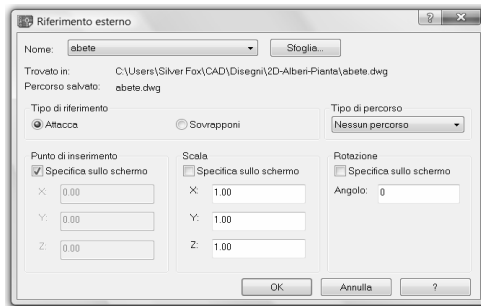 Riferimento esterno
Nome: abete Sfoglia...
Trovato in: C:\Users\Silver Fox\CAD\Disegni\2D-Alberi-Pianta\abete.dwg
Percorso salvato: abete.dwg
Tipo di riferimento
Attacca Sovrapponi
Tipo di percorso
Nessun percorso
Punto di inserimento
Specifica sullo schermo
X: 0.00
Y: 0.00
Z: 0.00
Scala
Specifica sullo schermo
X: 1.00
Y: 1.00
Z: 1.00
Rotazione
Specifica sullo schermo
Angolo: 0
OK Annulla ?